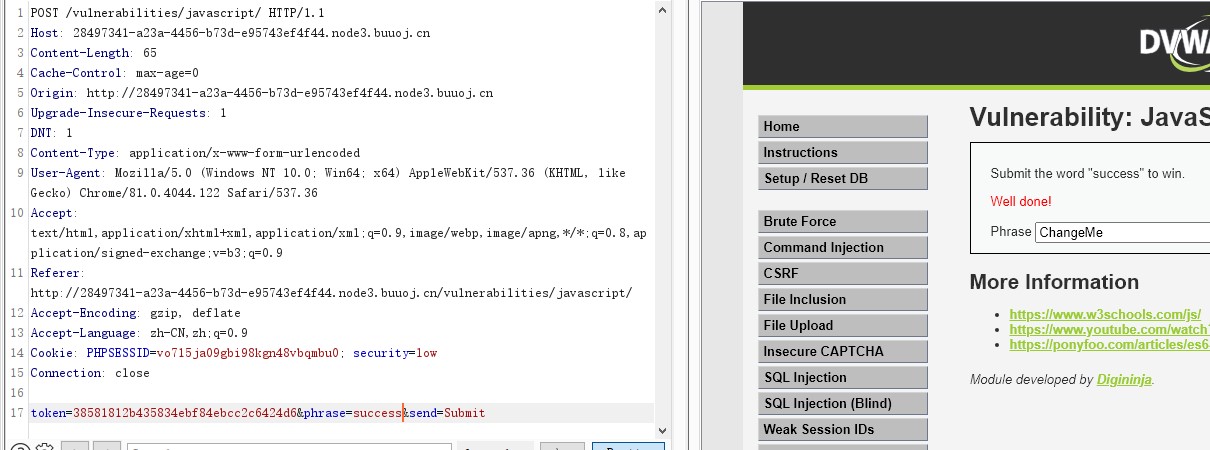 1 POST /vulnerabilities/javascript/ HTTP/1.1
2 Host: 28497341-a23a-4456-b73d-e95743ef4f44.node3.buuoj.cn
3 Content-Length: 65
4 Cache-Control: max-age=0
5 Origin: http://28497341-a23a-4456-b73d-e95743ef4f44.node3.buuoj.cn
6 Upgrade-Insecure-Requests: 1
7 DNT: 1
8 Content-Type: application/x-www-form-urlencoded
9 User-Agent: Mozilla/5.0 (Windows NT 10.0; Win64; x64) AppleWebKit/537.36 (KHTML, like
Gecko) Chrome/81.0.4044.122 Safari/537.36
10 Accept:
text/html,application/xhtml+xml,application/xml;q=0.9,image/webp,image/apng,*/*;q=0.8,ap
plication/signed-exchange;v=b3;q=0.9
11 Referer:
http://28497341-a23a-4456-b73d-e95743ef4f44.node3.buuoj.cn/vulnerabilities/javascript/
12 Accept-Encoding: gzip, deflate
13 Accept-Language: zh-CN,zh;q=0.9
14 Cookie: PHPSESSID=vo715ja09gbi98kgn48vbqmbu0; security=low
15 Connection: close
16
17 token=38581812b435834ebf84ebcc2c6424d6&phrase=success&send=Submit
DVWA
Home
Instructions
Setup / Reset DB
Brute Force
Command Injection
CSRF
File Inclusion
File Upload
Insecure CAPTCHA
SQL Injection
SQL Injection (Blind)
Weak Session IDs
Vulnerability: JavaS
Submit the word "success" to win.
Well done!
Phrase ChangeMe
More Information
https://www.w3schools.com/js/
https://www.youtube.com/watch?
https://ponyfoo.com/articles/es6-
Module developed by Digininja.